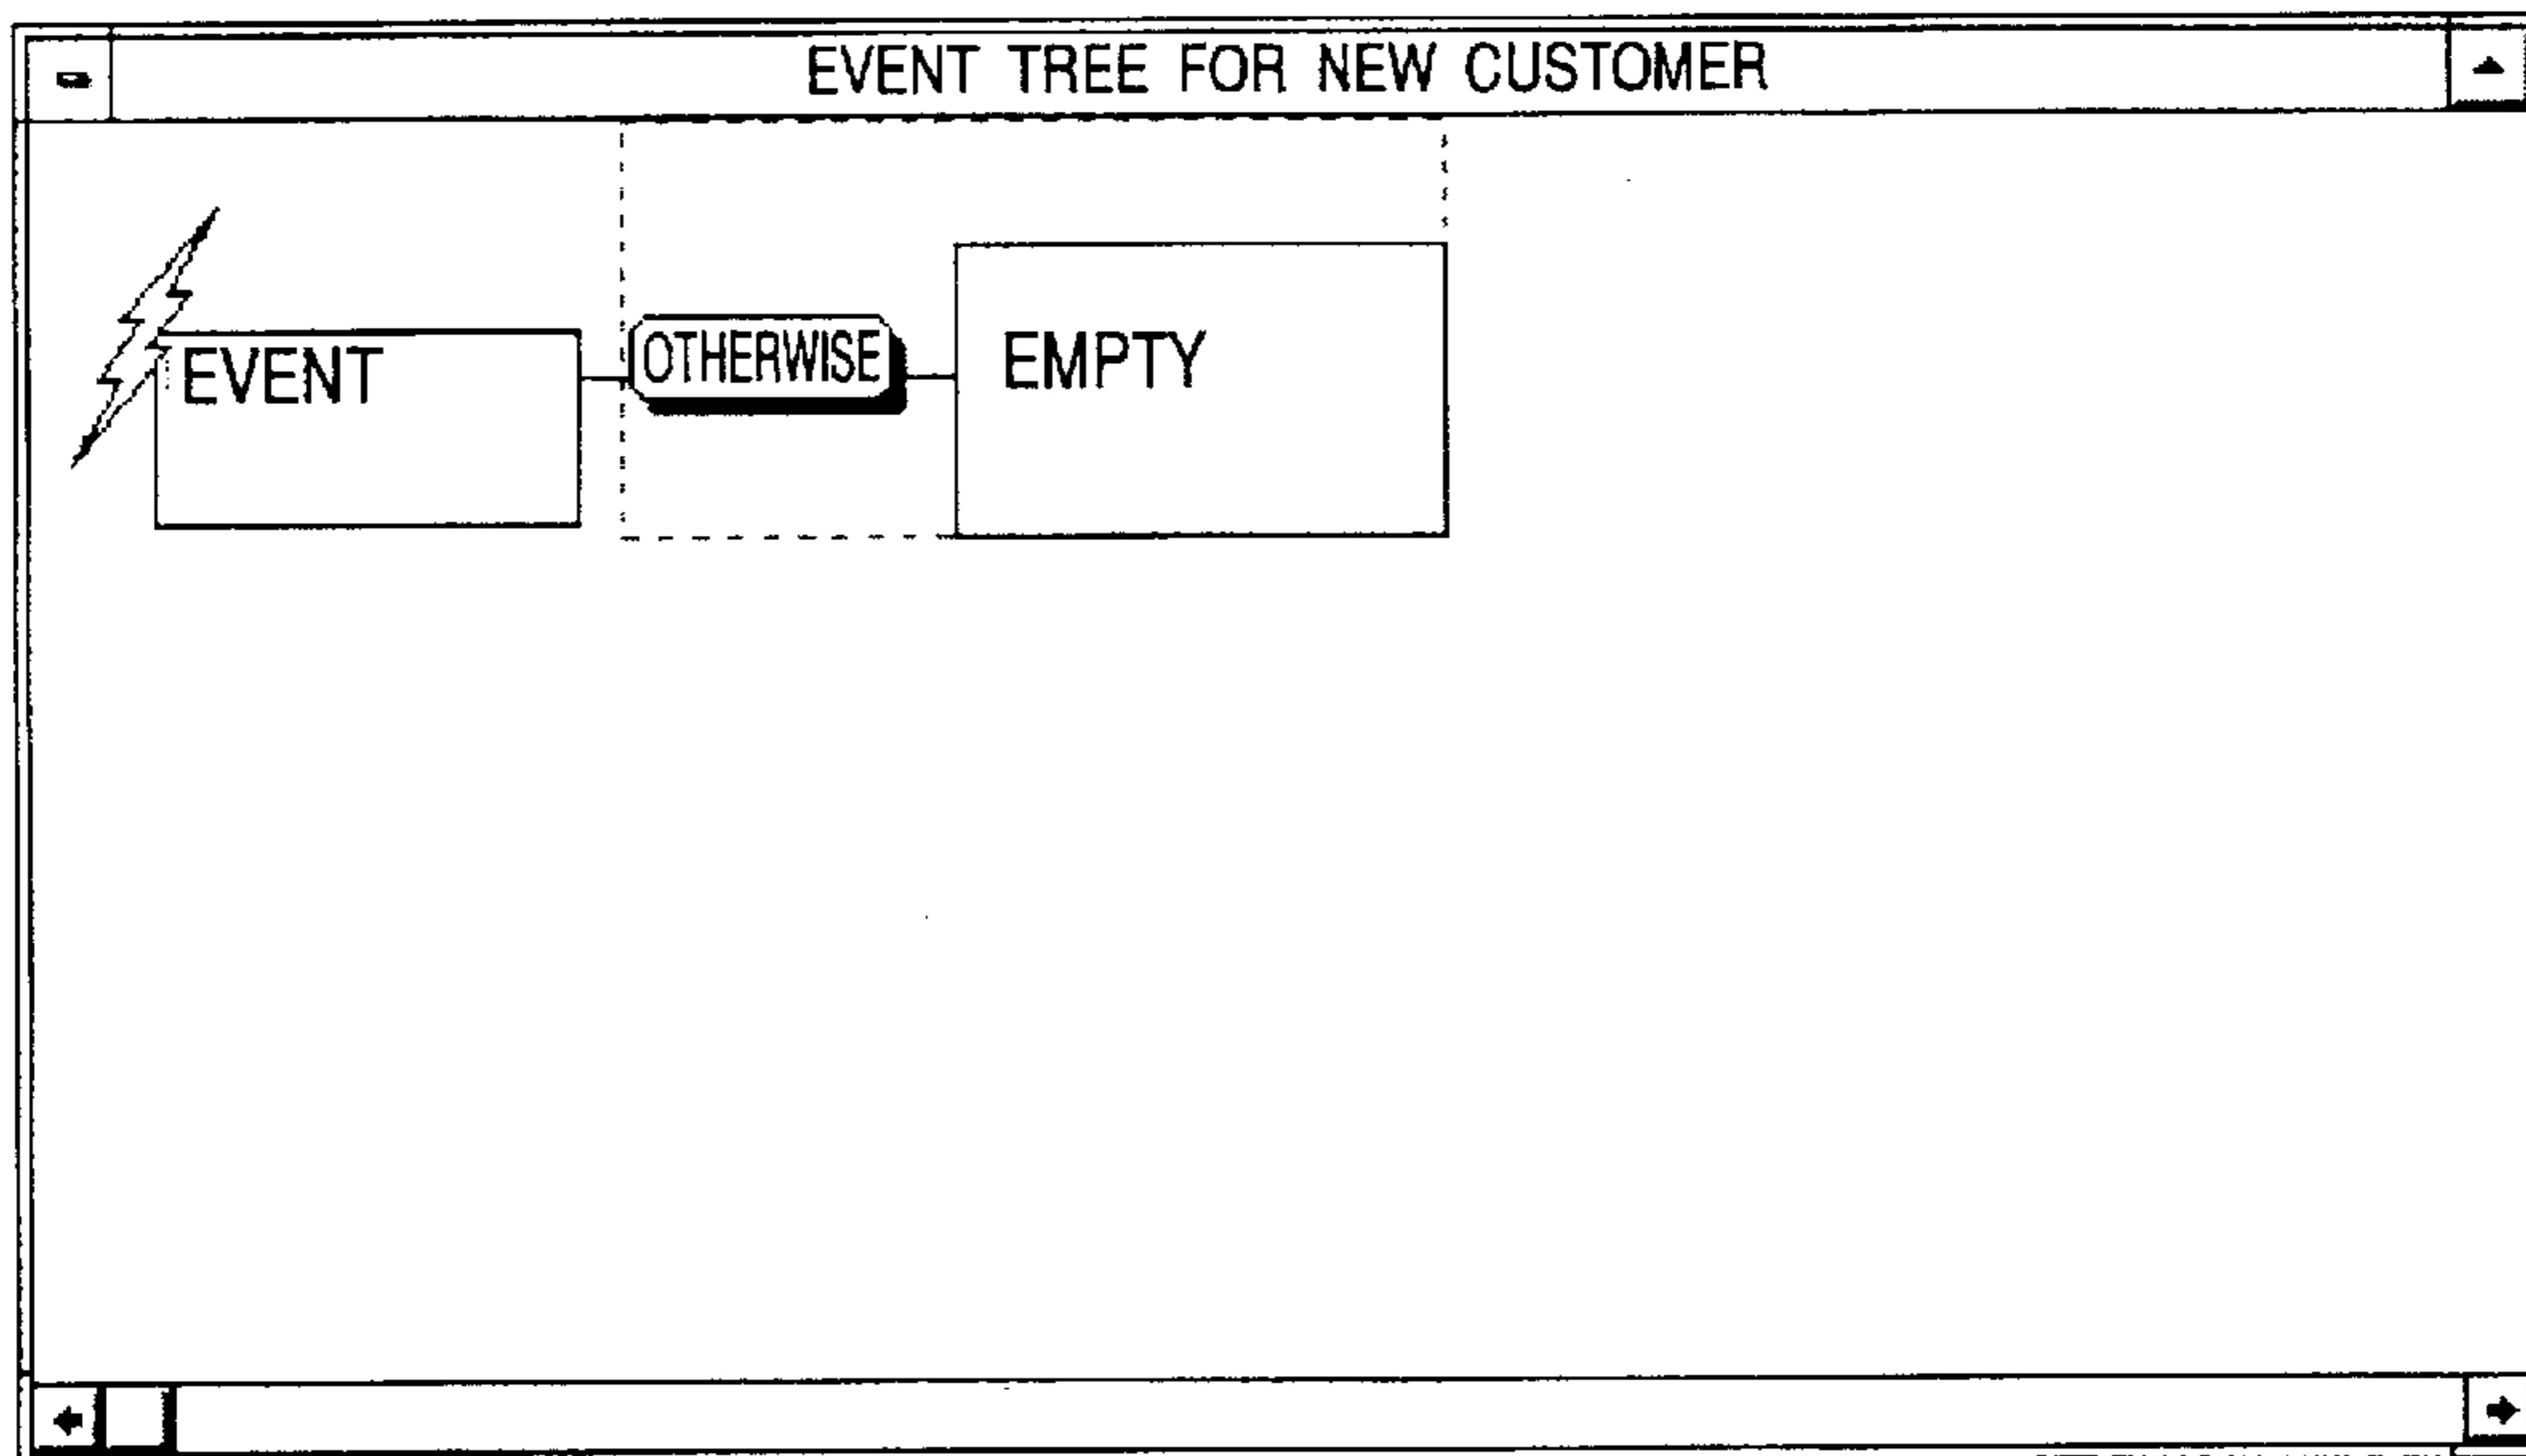 EVENT TREE FOR NEW CUSTOMER
EVENT
OTHERWISE
EMPTY